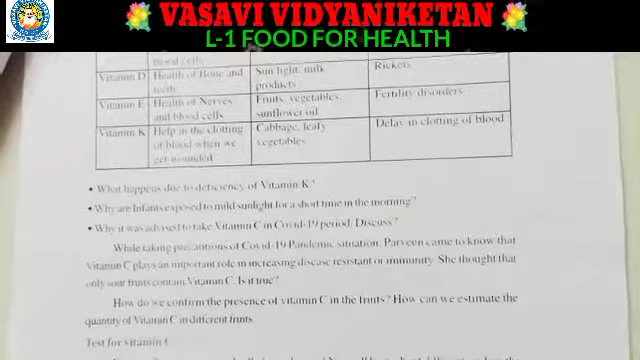 VASAVI VIDYANIKETAN
L-1 FOOD FOR HEALTH
blood cells
Vitamin D Health of Bone and teeth Sun light, milk products Rickets
Vitamin E Health of Nerves and blood cells Fruits, vegetables, sunflower oil Fertility disorders
Vitamin K Help in the clotting of blood when we get wounded Cabbage, leafy vegetables Delay in clotting of blood
• What happens due to deficiency of Vitamin K?
• Why are Infants exposed to mild sunlight for a short time in the morning?
• Why it was advised to take Vitamin C in Covid-19 period. Discuss?
While taking precautions of Covid-19 Pandemic situation, Parveen came to know that
Vitamin C plays an important role in increasing disease resistant or immunity. She thought that
only sour fruits contain Vitamin C. Is it true?
How do we confirm the presence of vitamin C in the fruits? How can we estimate the
quantity of Vitamin C in different fruits.
Test for vitamin C